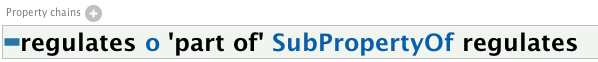 Property chains
regulates o 'part of' SubPropertyOf regulates